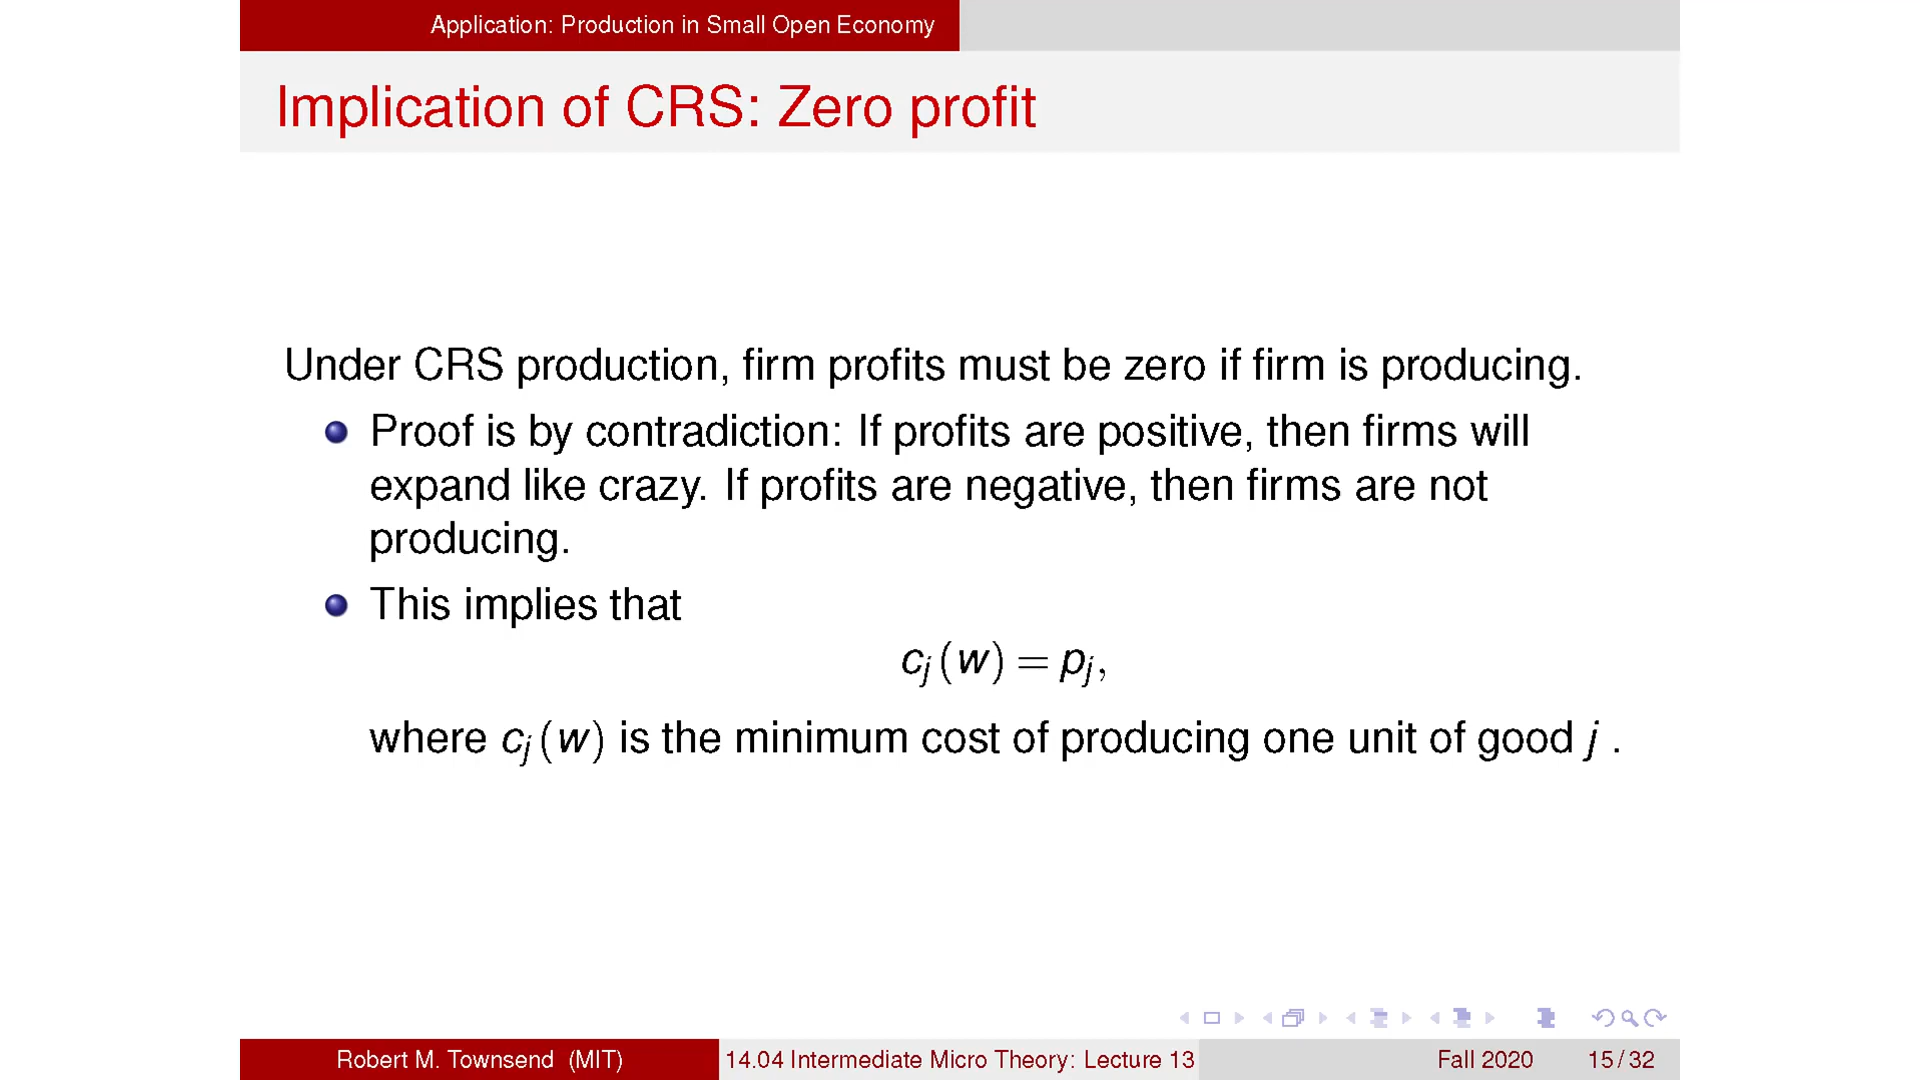 Application: Production in Small Open Economy
Implication of CRS: Zero profit
Under CRS production, firm profits must be zero if firm is producing.
Proof is by contradiction: If profits are positive, then firms will
expand like crazy. If profits are negative, then firms are not
producing.
This implies that
c_j(w) = p_j,
where c_j(w) is the minimum cost of producing one unit of good j .
Robert M. Townsend (MIT) 14.04 Intermediate Micro Theory: Lecture 13 Fall 2020 15 / 32